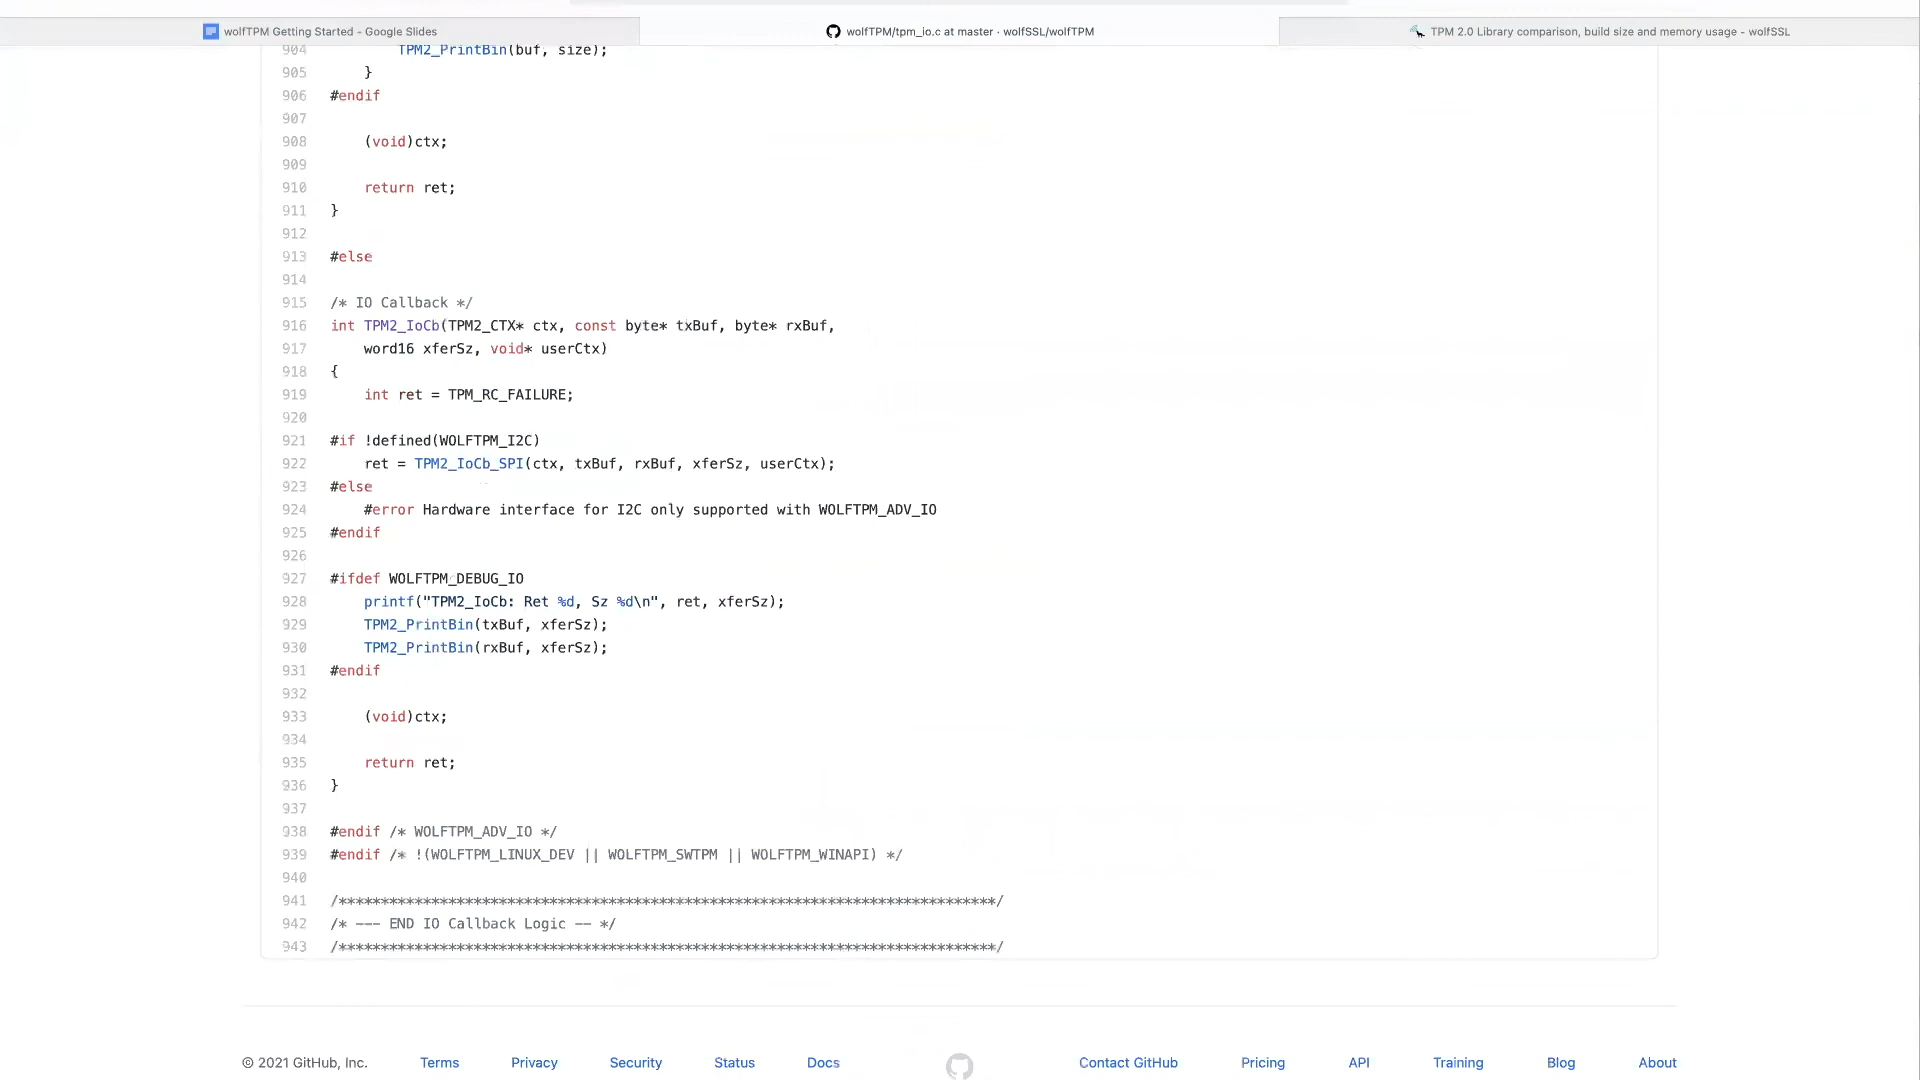 wolfTPM Getting Started - Google Slides
wolfTPM/tpm_io.c at master · wolfSSL/wolfTPM
TPM 2.0 Library comparison, build size and memory usage - wolfSSL
904 TPM2_PrintBin(buf, size);
905 }
906 #endif
907
908 (void)ctx;
909
910 return ret;
911 }
912
913 #else
914
915 /* IO Callback */
916 int TPM2_IoCb(TPM2_CTX* ctx, const byte* txBuf, byte* rxBuf,
917 word16 xferSz, void* userCtx)
918 {
919 int ret = TPM_RC_FAILURE;
920
921 #if !defined(WOLFTPM_I2C)
922 ret = TPM2_IoCb_SPI(ctx, txBuf, rxBuf, xferSz, userCtx);
923 #else
924 #error Hardware interface for I2C only supported with WOLFTPM_ADV_IO
925 #endif
926
927 #ifdef WOLFTPM_DEBUG_IO
928 printf("TPM2_IoCb: Ret %d, Sz %d\n", ret, xferSz);
929 TPM2_PrintBin(txBuf, xferSz);
930 TPM2_PrintBin(rxBuf, xferSz);
931 #endif
932
933 (void)ctx;
934
935 return ret;
936 }
937
938 #endif /* WOLFTPM_ADV_IO */
939 #endif /* !(WOLFTPM_LINUX_DEV || WOLFTPM_SWTPM || WOLFTPM_WINAPI) */
940
941 /******************************************************************************/
942 /* --- END IO Callback Logic -- */
943 /******************************************************************************/
© 2021 GitHub, Inc. Terms Privacy Security Status Docs Contact GitHub Pricing API Training Blog About